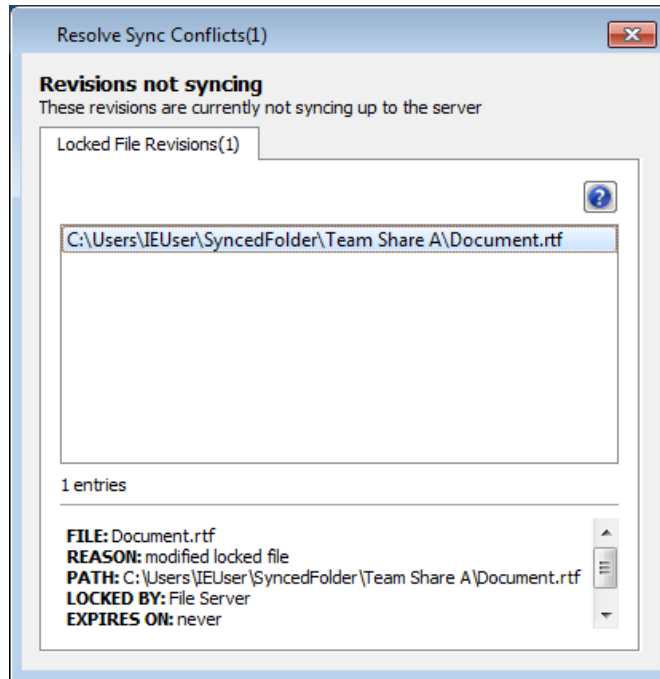 Resolve Sync Conflicts(1)
Revisions not syncing
These revisions are currently not syncing up to the server
Locked File Revisions(1)
C:\Users\IEUser\SyncedFolder\Team Share A\Document.rtf
1 entries
FILE: Document.rtf
REASON: modified locked file
PATH: C:\Users\IEUser\SyncedFolder\Team Share A\Document.rtf
LOCKED BY: File Server
EXPIRES ON: never